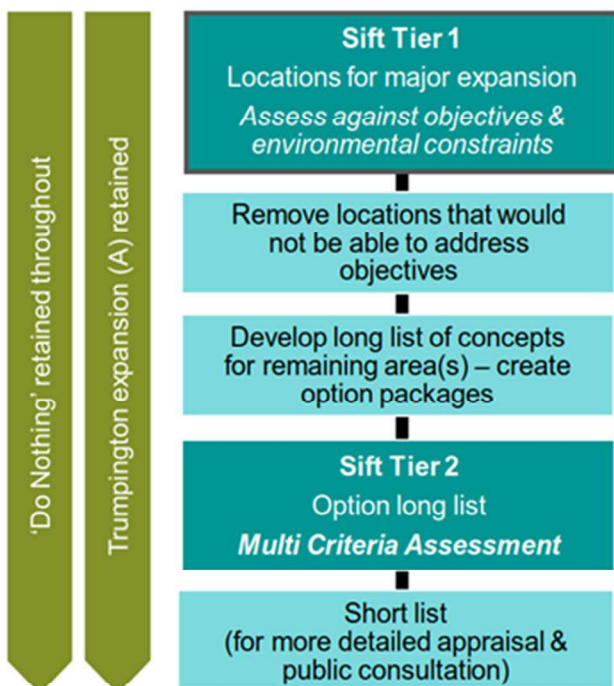 'Do Nothing' retained throughout
Trumpington expansion (A) retained
Sift Tier 1
Locations for major expansion
Assess against objectives &
environmental constraints
Remove locations that would
not be able to address
objectives
Develop long list of concepts
for remaining area(s) – create
option packages
Sift Tier 2
Option long list
Multi Criteria Assessment
Short list
(for more detailed appraisal &
public consultation)